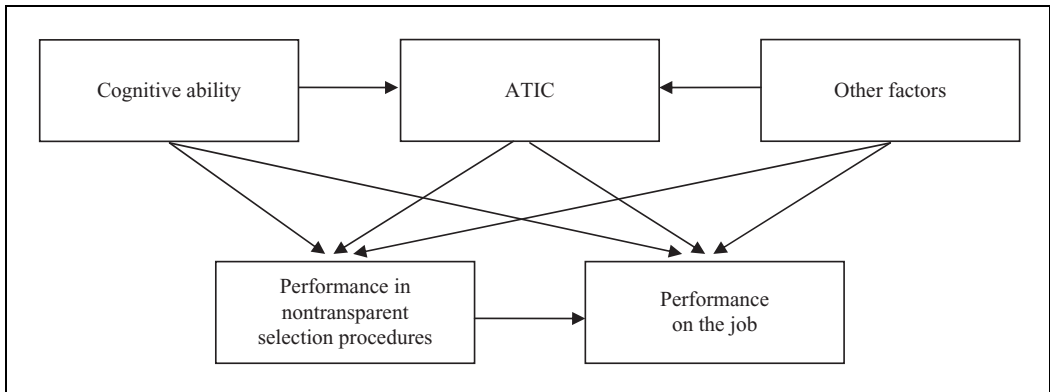 Cognitive ability
ATIC
Other factors
Performance in
nontransparent
selection procedures
Performance
on the job